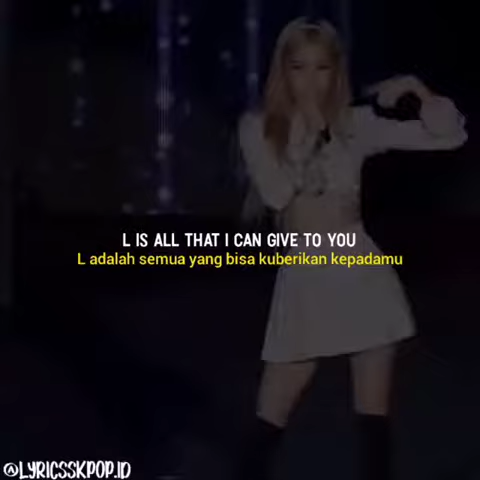 L IS ALL THAT I CAN GIVE TO YOU
L adalah semua yang bisa kuberikan kepadamu
@LYRICSSKPOP.ID